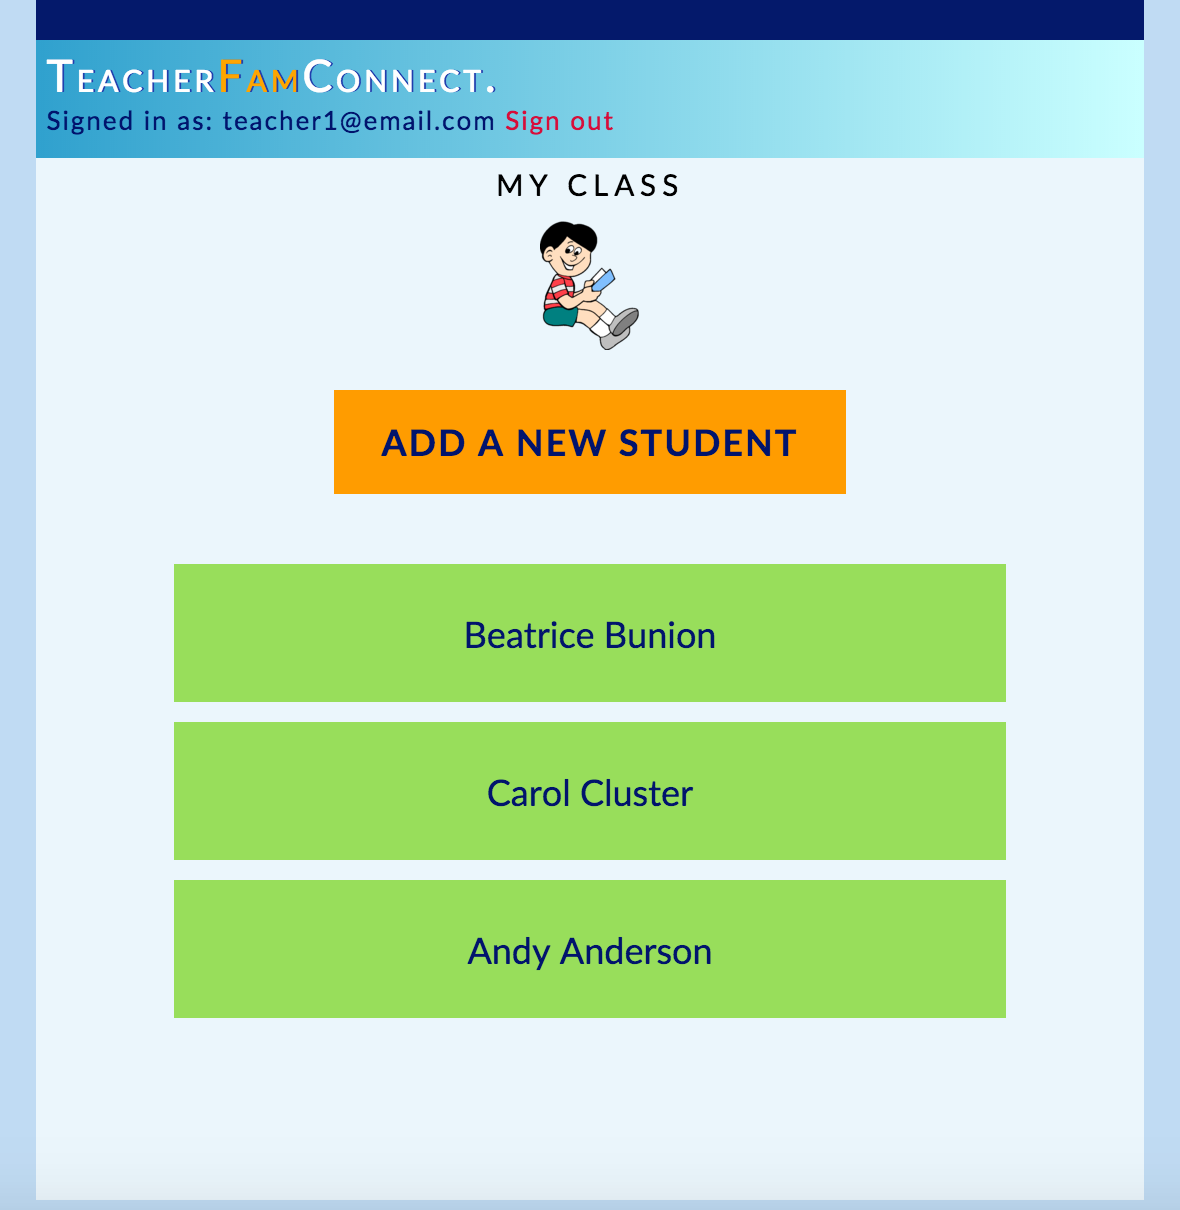 TeacherFamConnect.
Signed in as: teacher1@email.com Sign out
MY CLASS
ADD A NEW STUDENT
Beatrice Bunion
Carol Cluster
Andy Anderson